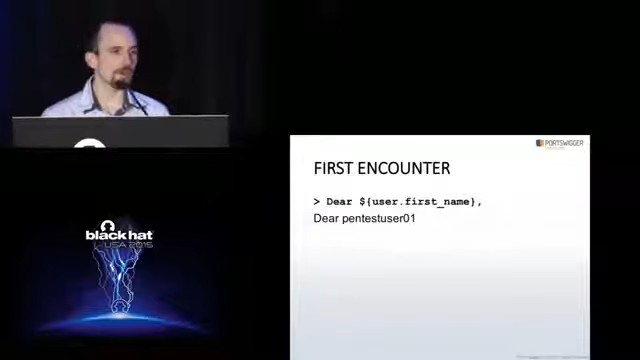 PORTSWIGGER
FIRST ENCOUNTER
> Dear ${user.first_name},
Dear pentestuser01
black hat
USA 2015